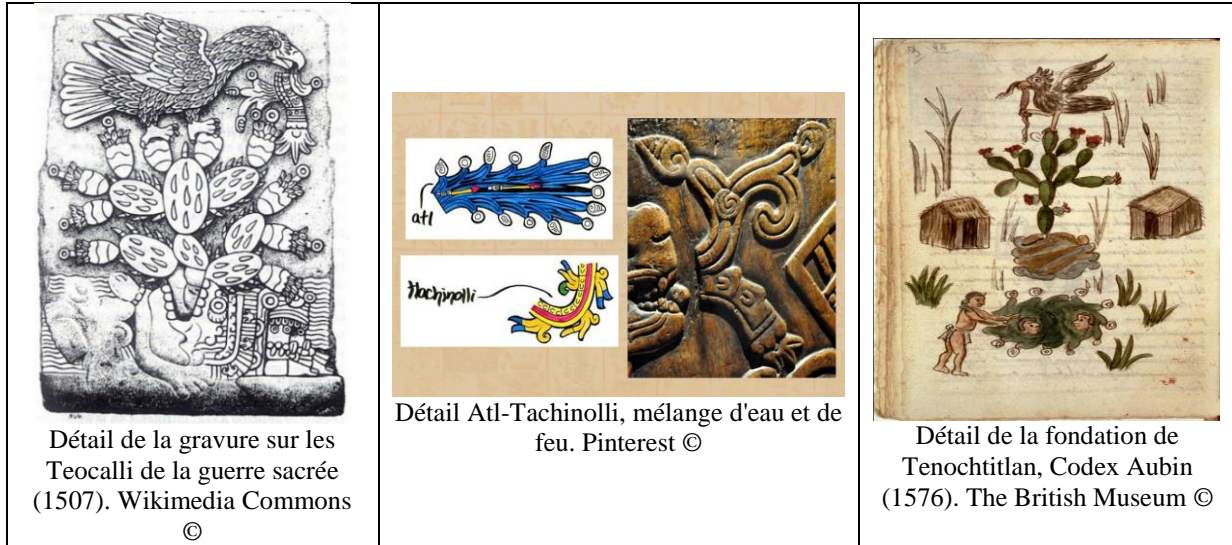 atl
tlachinolli
Détail de la gravure sur les
Teocalli de la guerre sacrée
(1507). Wikimedia Commons
©
Détail Atl-Tachinolli, mélange d'eau et de
feu. Pinterest ©
Détail de la fondation de
Tenochtitlan, Codex Aubin
(1576). The British Museum ©